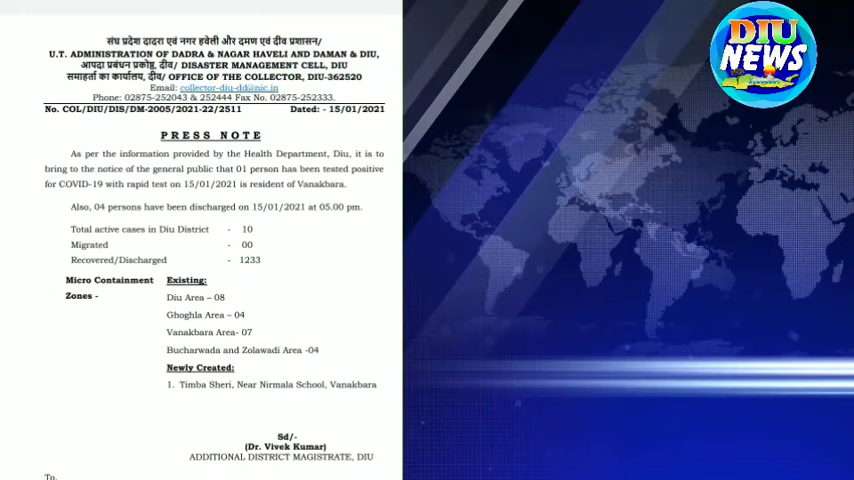 संघ प्रदेश दादरा एवं नगर हवेली और दमण एवं दीव प्रशासन/
U.T. ADMINISTRATION OF DADRA & NAGAR HAVELI AND DAMAN & DIU,
आपदा प्रबंधन प्रकोष्ठ, दीव/ DISASTER MANAGEMENT CELL, DIU
समाहर्ता का कार्यालय, दीव/ OFFICE OF THE COLLECTOR, DIU-362520
Email: collector-diu-dd@nic.in
Phone: 02875-252043 & 252444 Fax No. 02875-252333.
No. COL/DIU/DIS/DM-2005/2021-22/2511 Dated: - 15/01/2021
PRESS NOTE
As per the information provided by the Health Department, Diu, it is to
bring to the notice of the general public that 01 person has been tested positive
for COVID-19 with rapid test on 15/01/2021 is resident of Vanakbara.
Also, 04 persons have been discharged on 15/01/2021 at 05.00 pm.
Total active cases in Diu District - 10
Migrated - 00
Recovered/Discharged - 1233
Micro Containment Existing:
Zones -
Diu Area – 08
Ghoghla Area – 04
Vanakbara Area- 07
Bucharwada and Zolawadi Area -04
Newly Created:
1. Timba Sheri, Near Nirmala School, Vanakbara
Sd/-
(Dr. Vivek Kumar)
ADDITIONAL DISTRICT MAGISTRATE, DIU
To,
DIU
NEWS